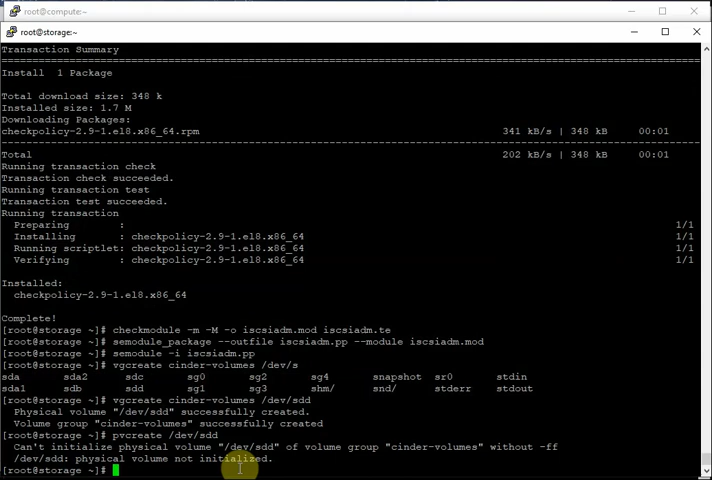 root@compute:~
root@storage:~
Transaction Summary
Install  1 Package
Total download size: 348 k
Installed size: 1.7 M
Downloading Packages:
checkpolicy-2.9-1.el8.x86_64.rpm                341 kB/s | 348 kB     00:01
Total                                           202 kB/s | 348 kB     00:01
Running transaction check
Transaction check succeeded.
Running transaction test
Transaction test succeeded.
Running transaction
  Preparing        :                                                        1/1
  Installing       : checkpolicy-2.9-1.el8.x86_64                           1/1
  Running scriptlet: checkpolicy-2.9-1.el8.x86_64                           1/1
  Verifying        : checkpolicy-2.9-1.el8.x86_64                           1/1
Installed:
  checkpolicy-2.9-1.el8.x86_64
Complete!
[root@storage ~]# checkmodule -m -M -o iscsiadm.mod iscsiadm.te
[root@storage ~]# semodule_package --outfile iscsiadm.pp --module iscsiadm.mod
[root@storage ~]# semodule -i iscsiadm.pp
[root@storage ~]# vgcreate cinder-volumes /dev/s
sda       sda2      sdc       sg0       sg2       sg4       snapshot  sr0       stdin
sda1      sdb       sdd       sg1       sg3       shm/      snd/      stderr    stdout
[root@storage ~]# vgcreate cinder-volumes /dev/sdd
  Physical volume "/dev/sdd" successfully created.
  Volume group "cinder-volumes" successfully created
[root@storage ~]# pvcreate /dev/sdd
  Can't initialize physical volume "/dev/sdd" of volume group "cinder-volumes" without -ff
  /dev/sdd: physical volume not initialized.
[root@storage ~]#